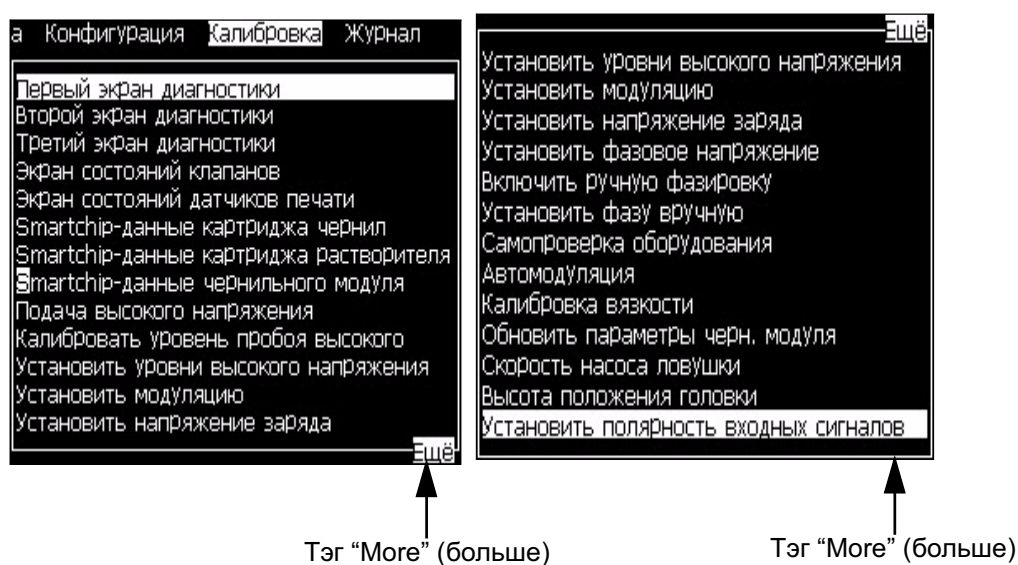 а Конфигурация Калибровка Журнал
Первый экран диагностики
Второй экран диагностики
Третий экран диагностики
Экран состояний клапанов
Экран состояний датчиков печати
Smartchip-данные картриджа чернил
Smartchip-данные картриджа растворителя
Smartchip-данные чернильного модуля
Подача высокого напряжения
Калибровать уровень пробоя высокого
Установить уровни высокого напряжения
Установить модуляцию
Установить напряжение заряда
Ещё
Тэг “More” (больше)
Ещё
Установить уровни высокого напряжения
Установить модуляцию
Установить напряжение заряда
Установить фазовое напряжение
Включить ручную фазировку
Установить фазу вручную
Самопроверка оборудования
Автомодуляция
Калибровка вязкости
Обновить параметры черн. модуля
Скорость насоса ловушки
Высота положения головки
Установить полярность входных сигналов
Тэг “More” (больше)